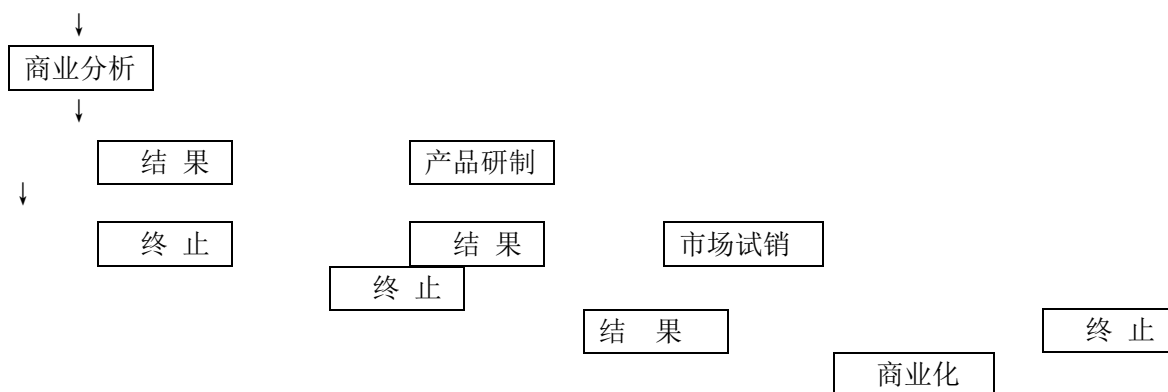 ↓
商业分析
↓
结 果 产品研制
↓
终 止 结 果 市场试销
终 止
结 果 终 止
商业化